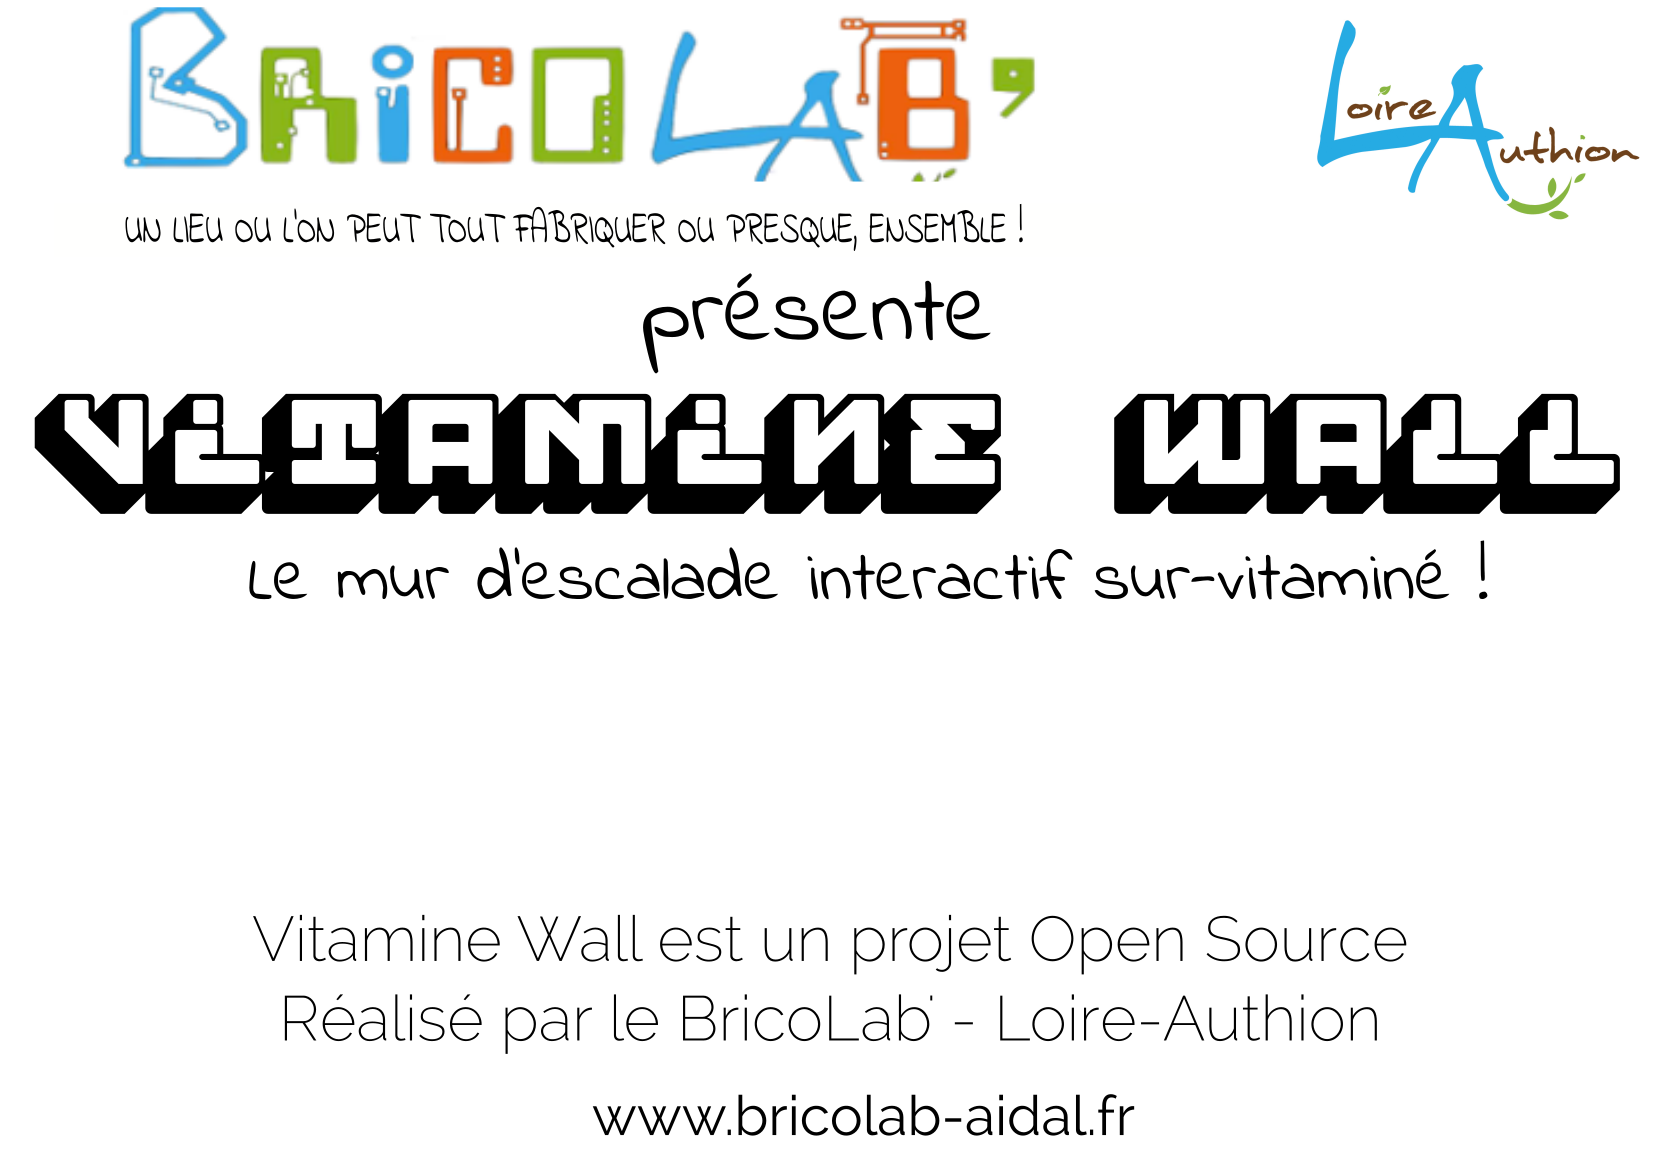 BRiCOLAB'
Loire Authion
UN LIEU OU L'ON PEUT TOUT FABRIQUER OU PRESQUE, ENSEMBLE !
présente
ViTAMiNE WALL
Le mur d'escalade interactif sur-vitaminé !
Vitamine Wall est un projet Open Source
Réalisé par le BricoLab' - Loire-Authion
www.bricolab-aidal.fr